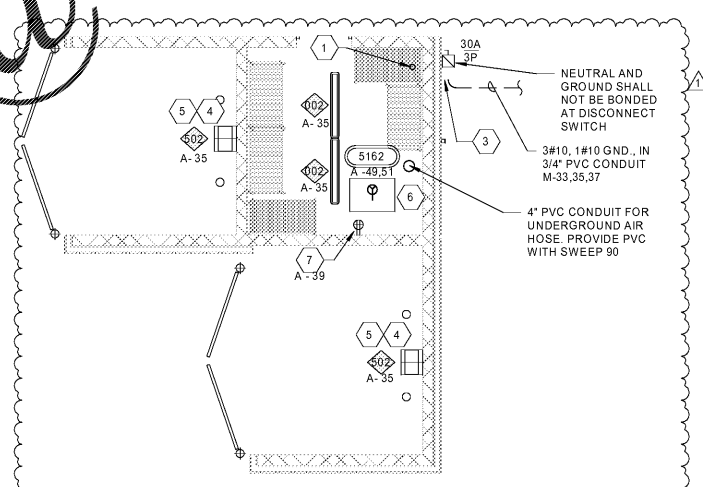 1
30A
3P
NEUTRAL AND
GROUND SHALL
NOT BE BONDED
AT DISCONNECT
SWITCH
1
002
A-35
5 4
502
A-35
3
3#10, 1#10 GND., IN
3/4" PVC CONDUIT
M-33,35,37
5162
A-49,51
002
A-35
6
4" PVC CONDUIT FOR
UNDERGROUND AIR
HOSE. PROVIDE PVC
WITH SWEEP 90
7
A-39
5 4
502
A-35